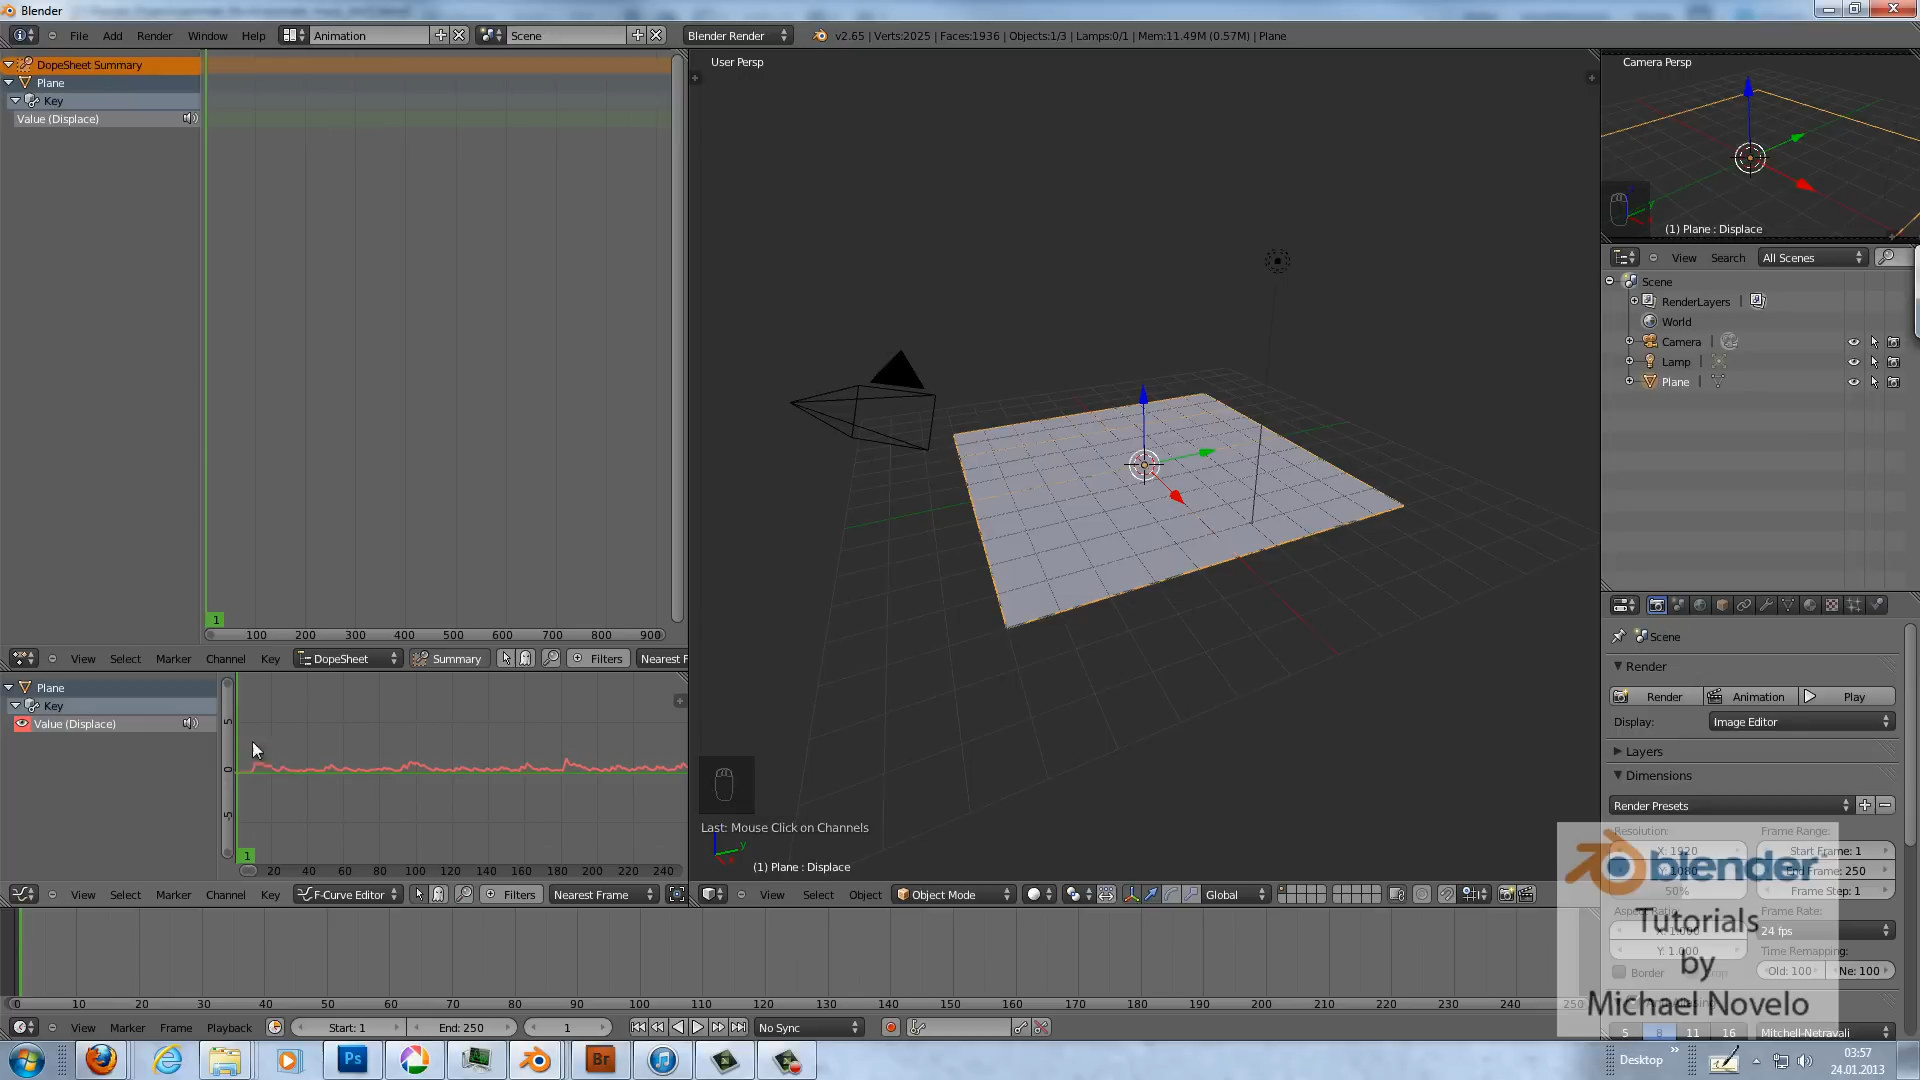 Blender
File Add Render Window Help Animation Scene Blender Render v2.65 | Verts:2025 | Faces:1936 | Objects:1/3 | Lamps:0/1 | Mem:11.49M (0.57M) | Plane
DopeSheet Summary
Plane
Key
Value (Displace)
1
100 200 300 400 500 600 700 800 900
View Select Marker Channel Key DopeSheet Summary Filters Nearest F
Plane
Key
Value (Displace)
5
0
-5
1
20 40 60 80 100 120 140 160 180 200 220 240
View Select Marker Channel Key F-Curve Editor Filters Nearest Frame
User Persp
Last: Mouse Click on Channels
(1) Plane : Displace
View Select Object Object Mode Global
Camera Persp
(1) Plane : Displace
View Search All Scenes
Scene
RenderLayers |
World
Camera |
Lamp |
Plane |
Scene
Render
Render Animation Play
Display: Image Editor
Layers
Dimensions
Render Presets
Resolution: Frame Range:
X: 1920 Start Frame: 1
Y: 1080 End Frame: 250
50% Frame Step: 1
Aspect Ratio: Frame Rate:
X: 1.000 24 fps
Y: 1.000 Time Remapping:
Border Old: 100 Ne: 100
5 8 11 16 Mitchell-Netravali
blender
Tutorials
by
Michael Novelo
0 10 20 30 40 50 60 70 80 90 100 110 120 130 140 150 160 170 180 190 200 210 220 230 240 250
View Marker Frame Playback Start: 1 End: 250 1 No Sync
Ps Br Desktop 03:57
24.01.2013